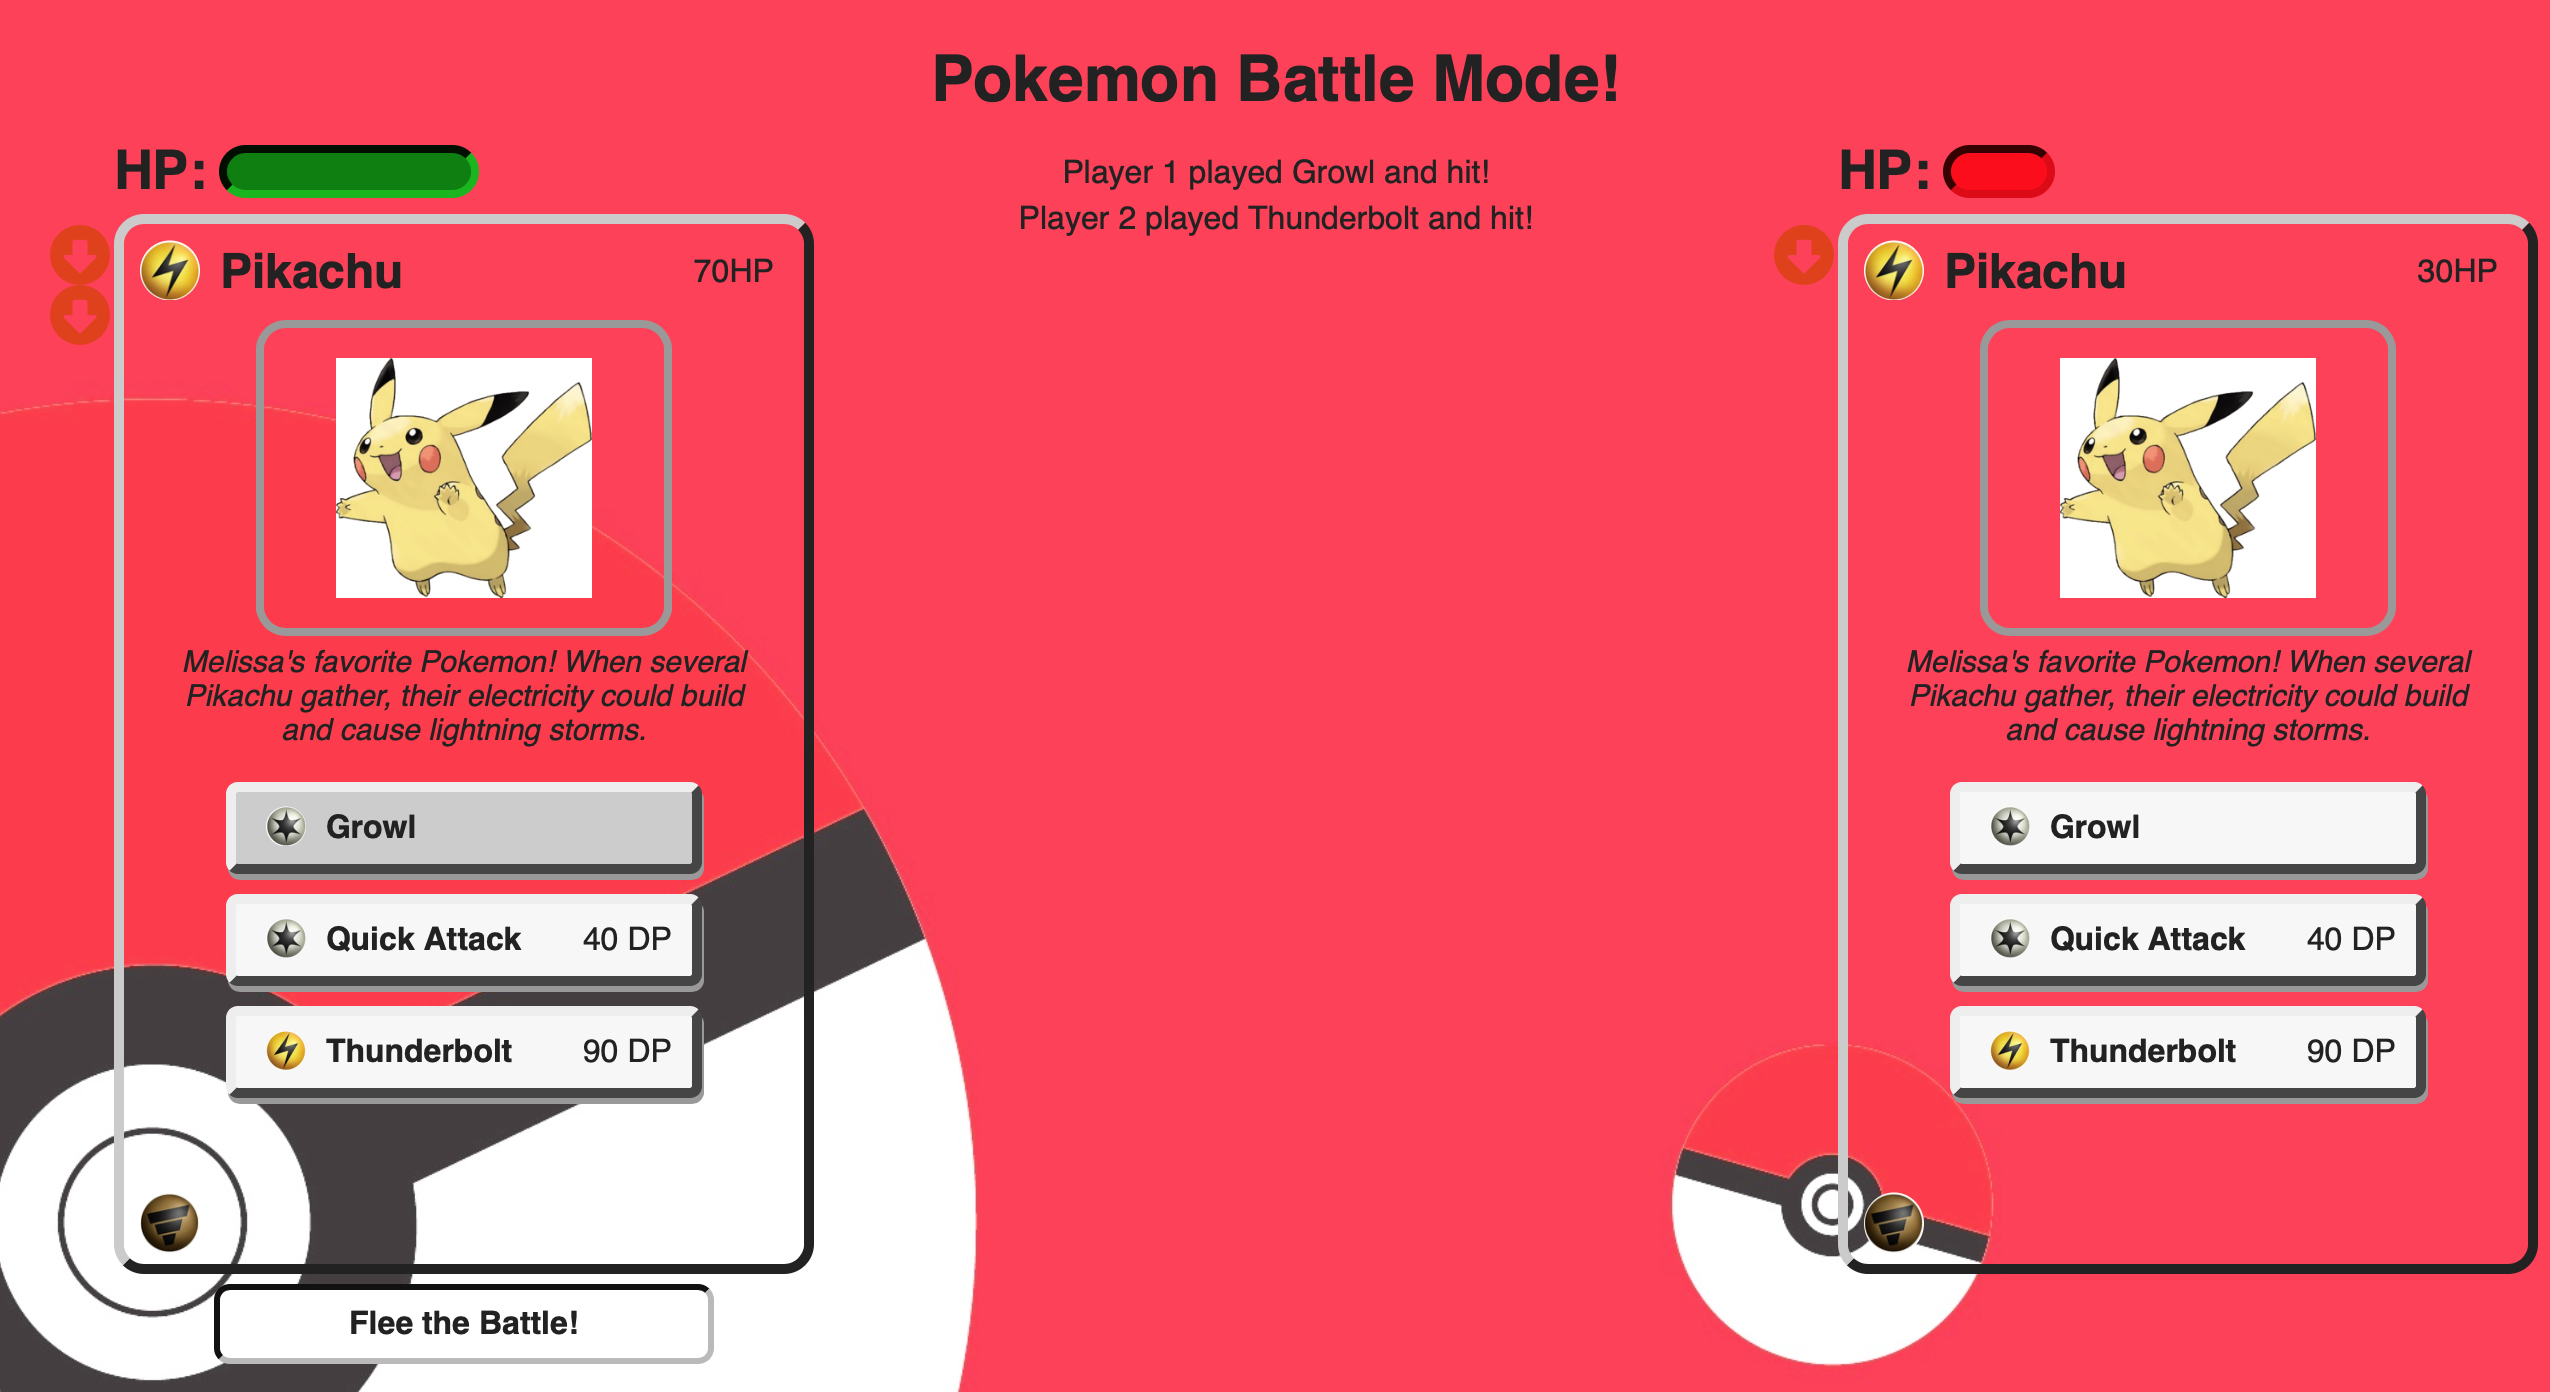 Pokemon Battle Mode!
Player 1 played Growl and hit!
Player 2 played Thunderbolt and hit!
HP:
Pikachu 70HP
Melissa's favorite Pokemon! When several
Pikachu gather, their electricity could build
and cause lightning storms.
Growl
Quick Attack 40 DP
Thunderbolt 90 DP
Flee the Battle!
HP:
Pikachu 30HP
Melissa's favorite Pokemon! When several
Pikachu gather, their electricity could build
and cause lightning storms.
Growl
Quick Attack 40 DP
Thunderbolt 90 DP